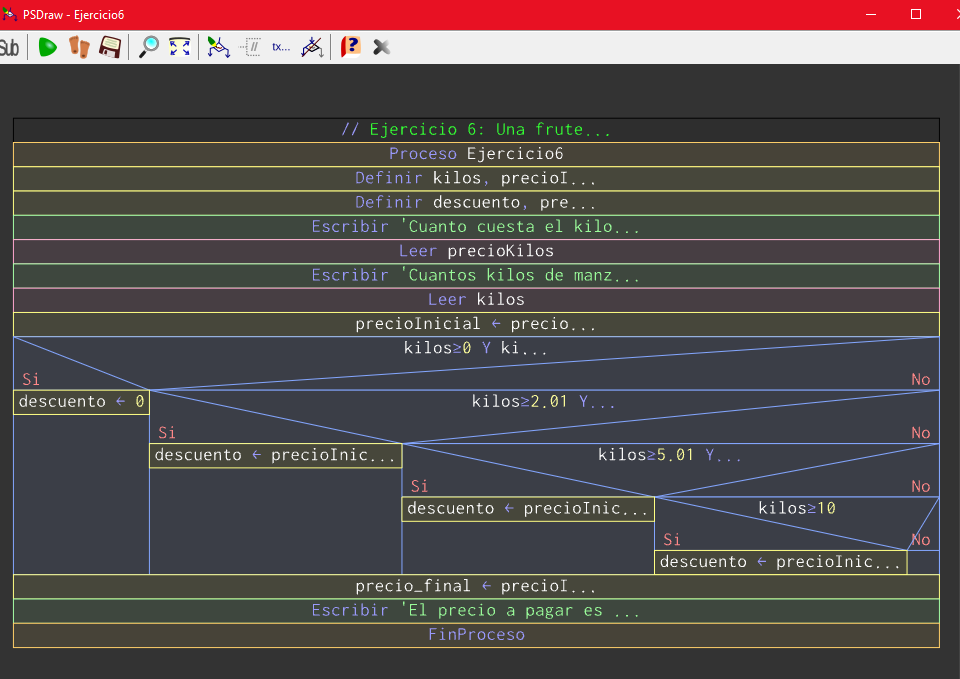 PSDraw - Ejercicio6
Sub // tx...
// Ejercicio 6: Una frute...
Proceso Ejercicio6
Definir kilos, precioI...
Definir descuento, pre...
Escribir 'Cuanto cuesta el kilo...
Leer precioKilos
Escribir 'Cuantos kilos de manz...
Leer kilos
precioInicial ← precio...
kilos≥0 Y ki...
Si No
descuento ← 0 kilos≥2.01 Y...
Si No
descuento ← precioInic... kilos≥5.01 Y...
Si No
descuento ← precioInic... kilos≥10
Si No
descuento ← precioInic...
precio_final ← precioI...
Escribir 'El precio a pagar es ...
FinProceso